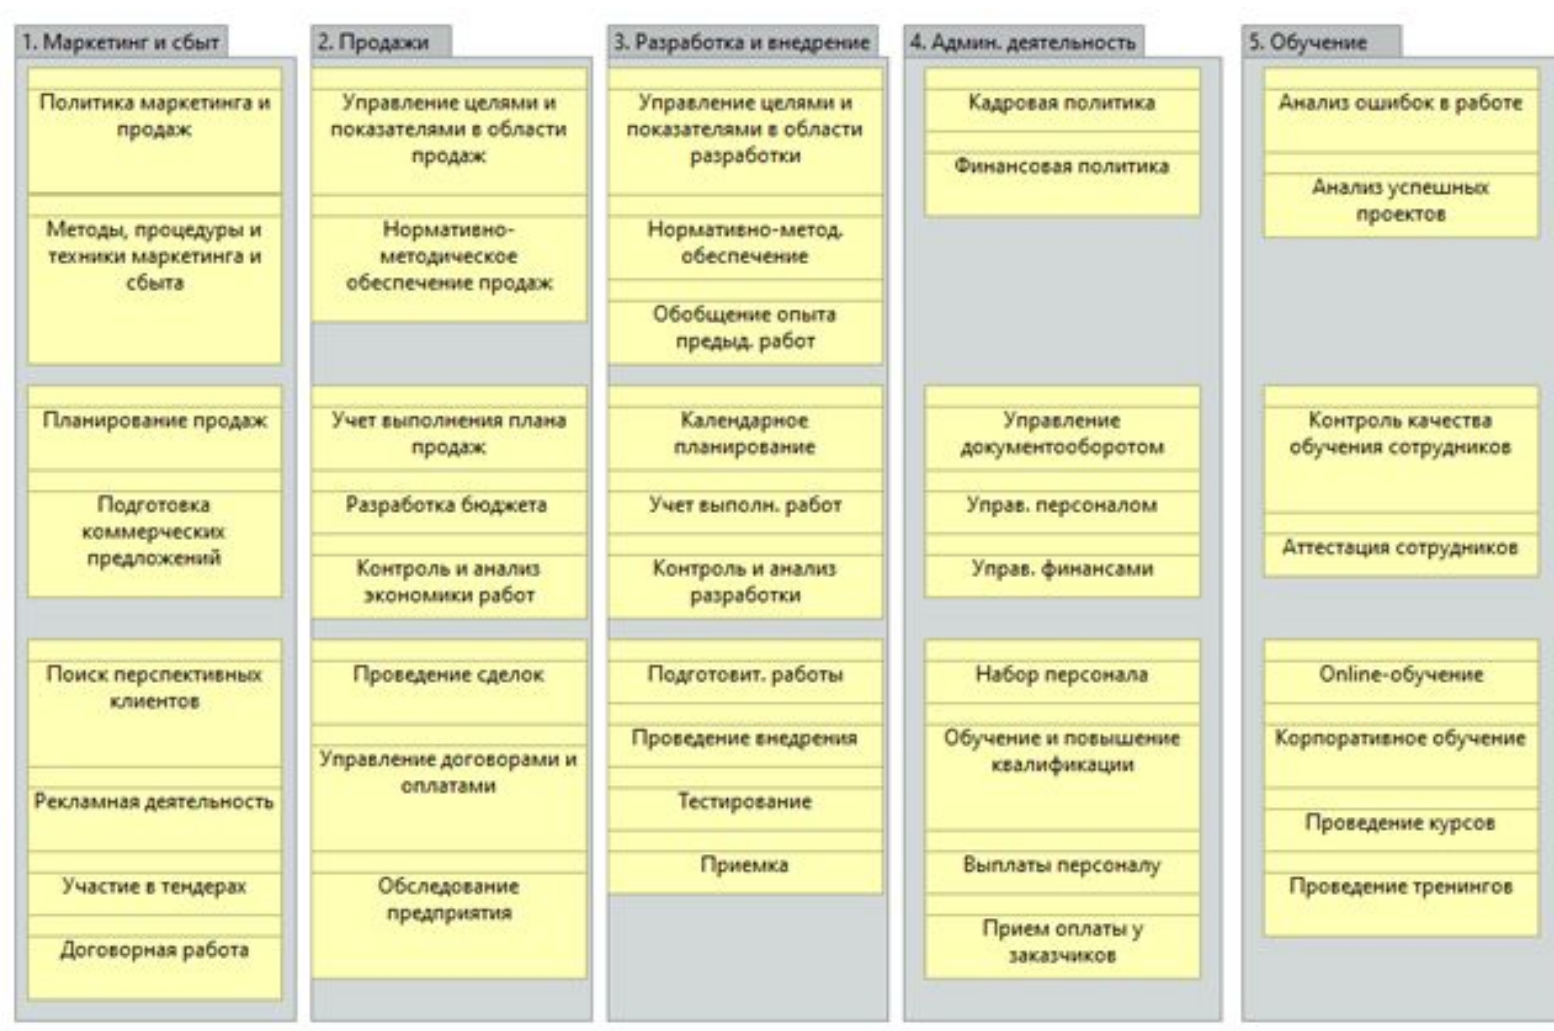 1. Маркетинг и сбыт
Политика маркетинга и
продаж
Методы, процедуры и
техники маркетинга и
сбыта
Планирование продаж
Подготовка
коммерческих
предложений
Поиск перспективных
клиентов
Рекламная деятельность
Участие в тендерах
Договорная работа
2. Продажи
Управление целями и
показателями в области
продаж
Нормативно-
методическое
обеспечение продаж
Учет выполнения плана
продаж
Разработка бюджета
Контроль и анализ
экономики работ
Проведение сделок
Управление договорами и
оплатами
Обследование
предприятия
3. Разработка и внедрение
Управление целями и
показателями в области
разработки
Нормативно-метод.
обеспечение
Обобщение опыта
предыд. работ
Календарное
планирование
Учет выполн. работ
Контроль и анализ
разработки
Подготовит. работы
Проведение внедрения
Тестирование
Приемка
4. Админ. деятельность
Кадровая политика
Финансовая политика
Управление
документооборотом
Управ. персоналом
Управ. финансами
Набор персонала
Обучение и повышение
квалификации
Выплаты персоналу
Прием оплаты у
заказчиков
5. Обучение
Анализ ошибок в работе
Анализ успешных
проектов
Контроль качества
обучения сотрудников
Аттестация сотрудников
Online-обучение
Корпоративное обучение
Проведение курсов
Проведение тренингов